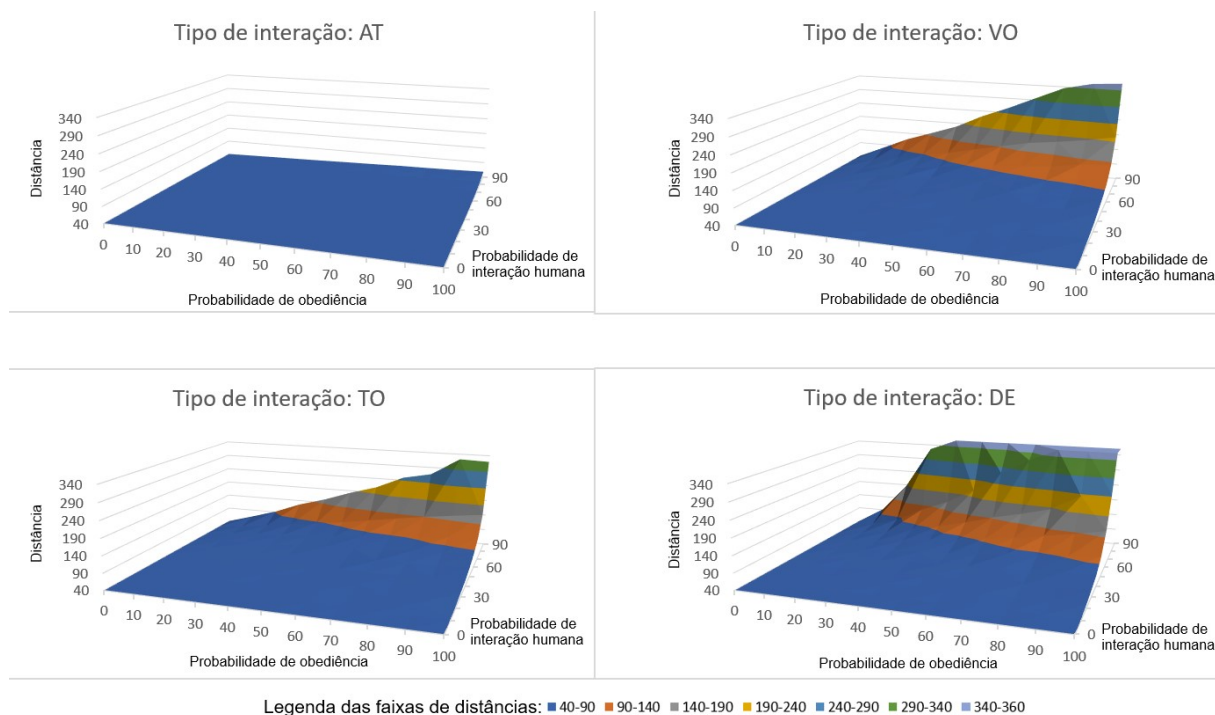 Tipo de interação: AT
340
290
240
190
140
90
40
Distância
0 10 20 30 40 50 60 70 80 90 100
Probabilidade de obediência
90
60
30
0
Probabilidade de
interação humana
Tipo de interação: VO
340
290
240
190
140
90
40
Distância
0 10 20 30 40 50 60 70 80 90 100
Probabilidade de obediência
90
60
30
0
Probabilidade de
interação humana
Tipo de interação: TO
340
290
240
190
140
90
40
Distância
0 10 20 30 40 50 60 70 80 90 100
Probabilidade de obediência
90
60
30
0
Probabilidade de
interação humana
Tipo de interação: DE
340
290
240
190
140
90
40
Distância
0 10 20 30 40 50 60 70 80 90 100
Probabilidade de obediência
90
60
30
0
Probabilidade de
interação humana
Legenda das faixas de distâncias: 40-90 90-140 140-190 190-240 240-290 290-340 340-360